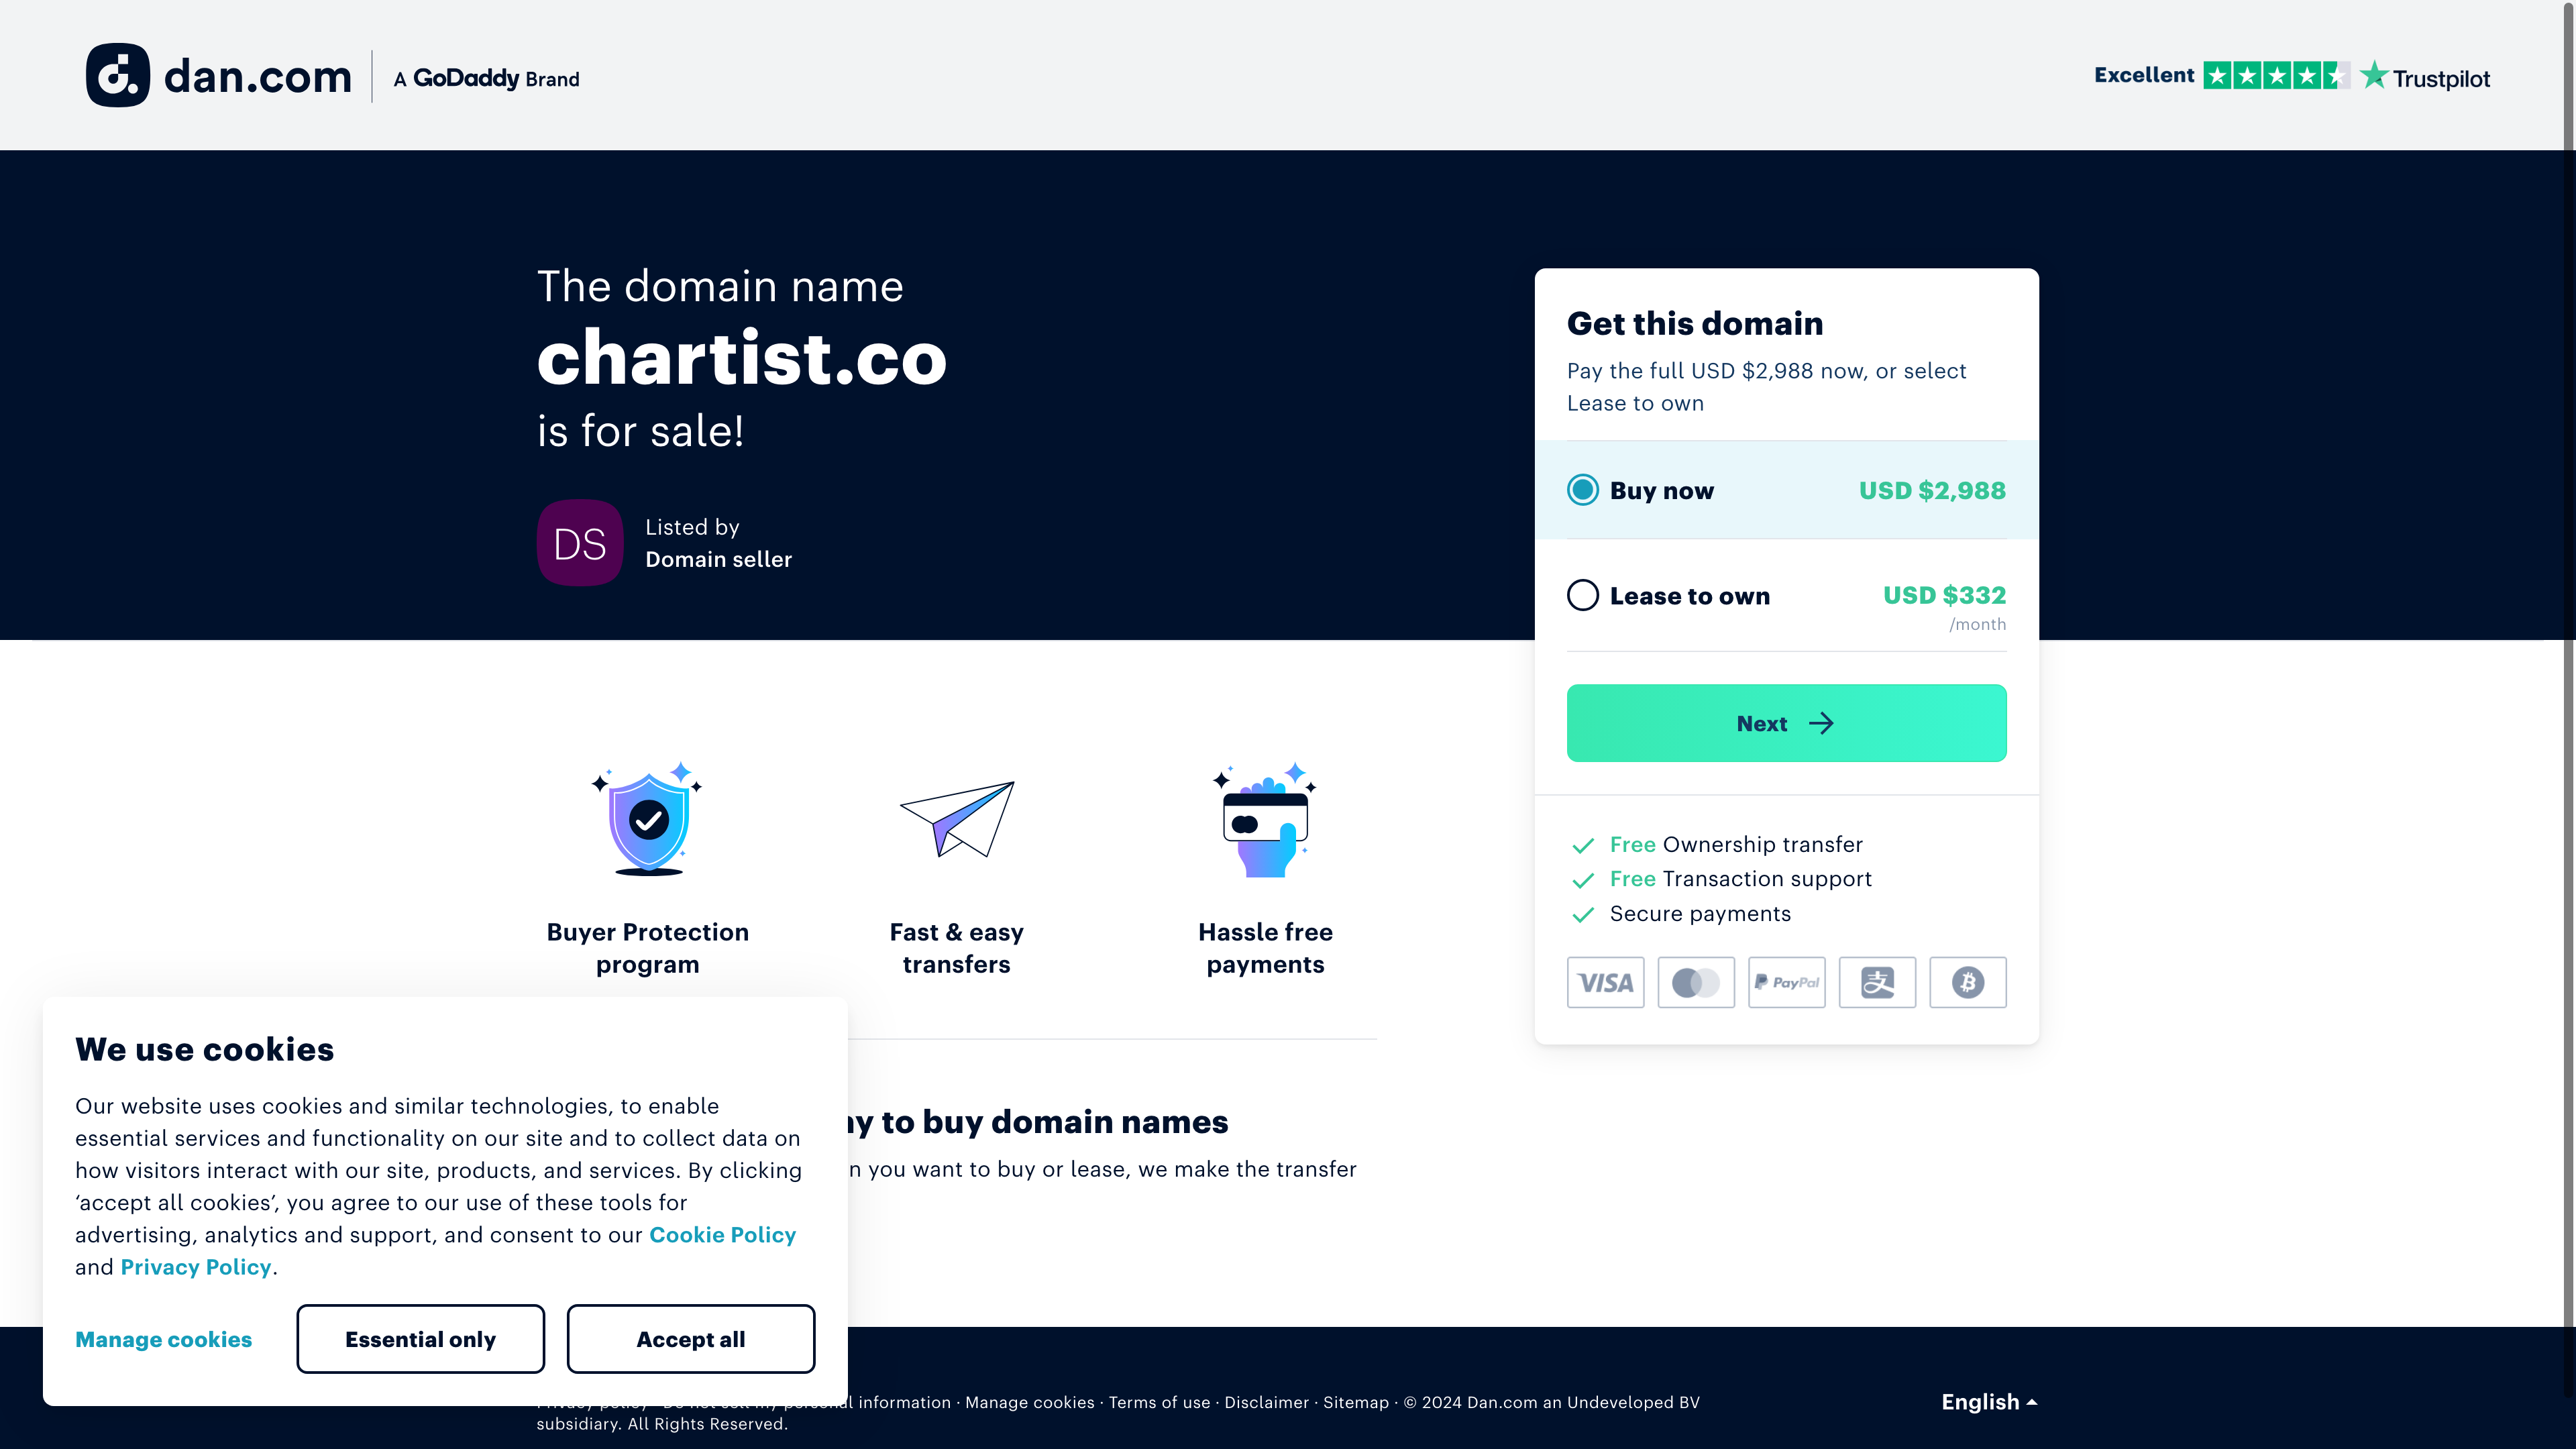 dan.com
A GoDaddy Brand
Excellent
Trustpilot
The domain name
chartist.co
is for sale!
DS
Listed by
Domain seller
Get this domain
Pay the full USD $2,988 now, or select
Lease to own
Buy now USD $2,988
Lease to own USD $332
/month
Next
Free Ownership transfer
Free Transaction support
Secure payments
VISA
PayPal
支
Buyer Protection
program
Fast & easy
transfers
Hassle free
payments
to buy domain names
you want to buy or lease, we make the transfer
We use cookies
Our website uses cookies and similar technologies, to enable
essential services and functionality on our site and to collect data on
how visitors interact with our site, products, and services. By clicking
‘accept all cookies’, you agree to our use of these tools for
advertising, analytics and support, and consent to our Cookie Policy
and Privacy Policy.
Manage cookies
Essential only
Accept all
information · Manage cookies · Terms of use · Disclaimer · Sitemap · © 2024 Dan.com an Undeveloped BV
subsidiary. All Rights Reserved.
English